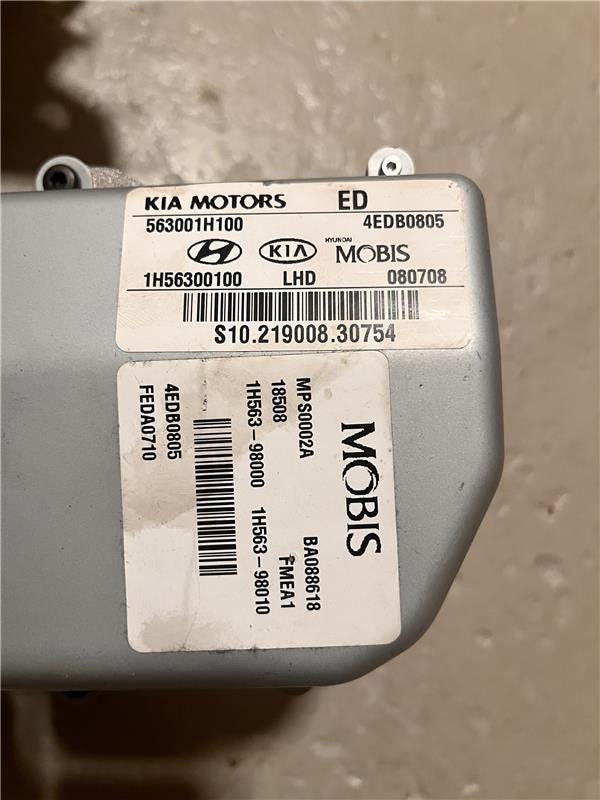 KIA MOTORS ED
563001H100 4EDB0805
KIA HYUNDAI MOBIS
1H56300100 LHD 080708
S10.219008.30754
MOBIS
MPS0002A BA088618
18508 FMEA1
1H563-98000 1H563-98010
4EDB0805
FEDA0710